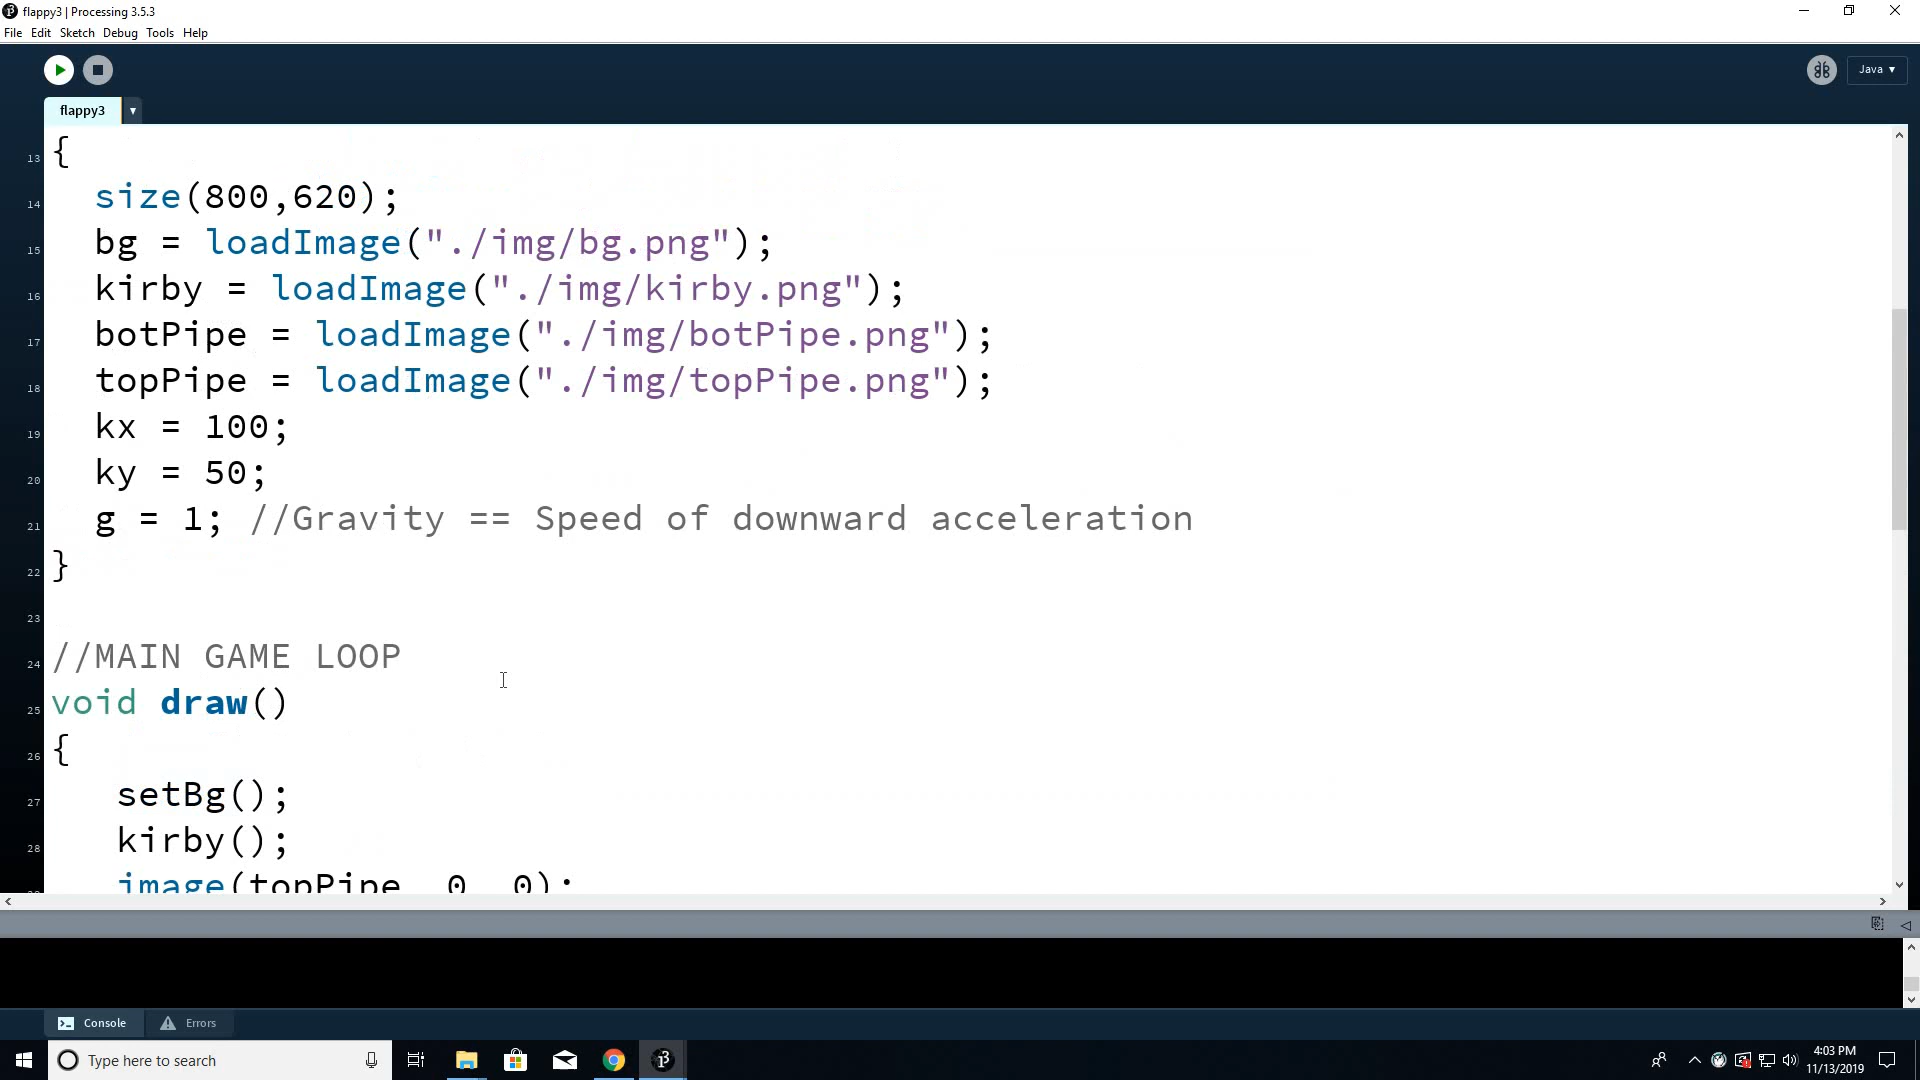 flappy3 | Processing 3.5.3
File Edit Sketch Debug Tools Help
Java ▾
flappy3 ▾
13 {
14 size(800,620);
15 bg = loadImage("./img/bg.png");
16 kirby = loadImage("./img/kirby.png");
17 botPipe = loadImage("./img/botPipe.png");
18 topPipe = loadImage("./img/topPipe.png");
19 kx = 100;
20 ky = 50;
21 g = 1; //Gravity == Speed of downward acceleration
22 }
23
24 //MAIN GAME LOOP
25 void draw()
26 {
27 setBg();
28 kirby();
image(topPipe, 0, 0);
Console Errors
Type here to search
4:03 PM
11/13/2019